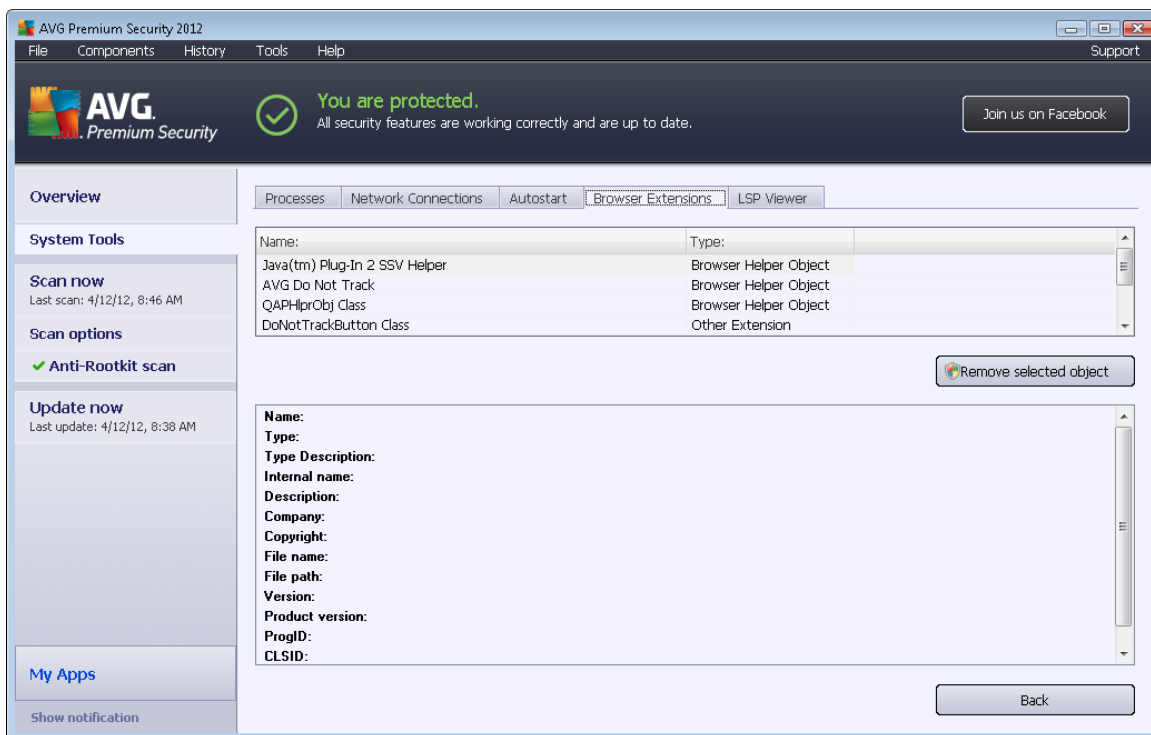 AVG Premium Security 2012
File Components History Tools Help Support
AVG.
Premium Security
You are protected.
All security features are working correctly and are up to date.
Join us on Facebook
Overview
System Tools
Scan now
Last scan: 4/12/12, 8:46 AM
Scan options
Anti-Rootkit scan
Update now
Last update: 4/12/12, 8:38 AM
My Apps
Show notification
Processes Network Connections Autostart Browser Extensions LSP Viewer
Name: Type:
Java(tm) Plug-In 2 SSV Helper Browser Helper Object
AVG Do Not Track Browser Helper Object
QAPHlprObj Class Browser Helper Object
DoNotTrackButton Class Other Extension
Remove selected object
Name:
Type:
Type Description:
Internal name:
Description:
Company:
Copyright:
File name:
File path:
Version:
Product version:
ProgID:
CLSID:
Back